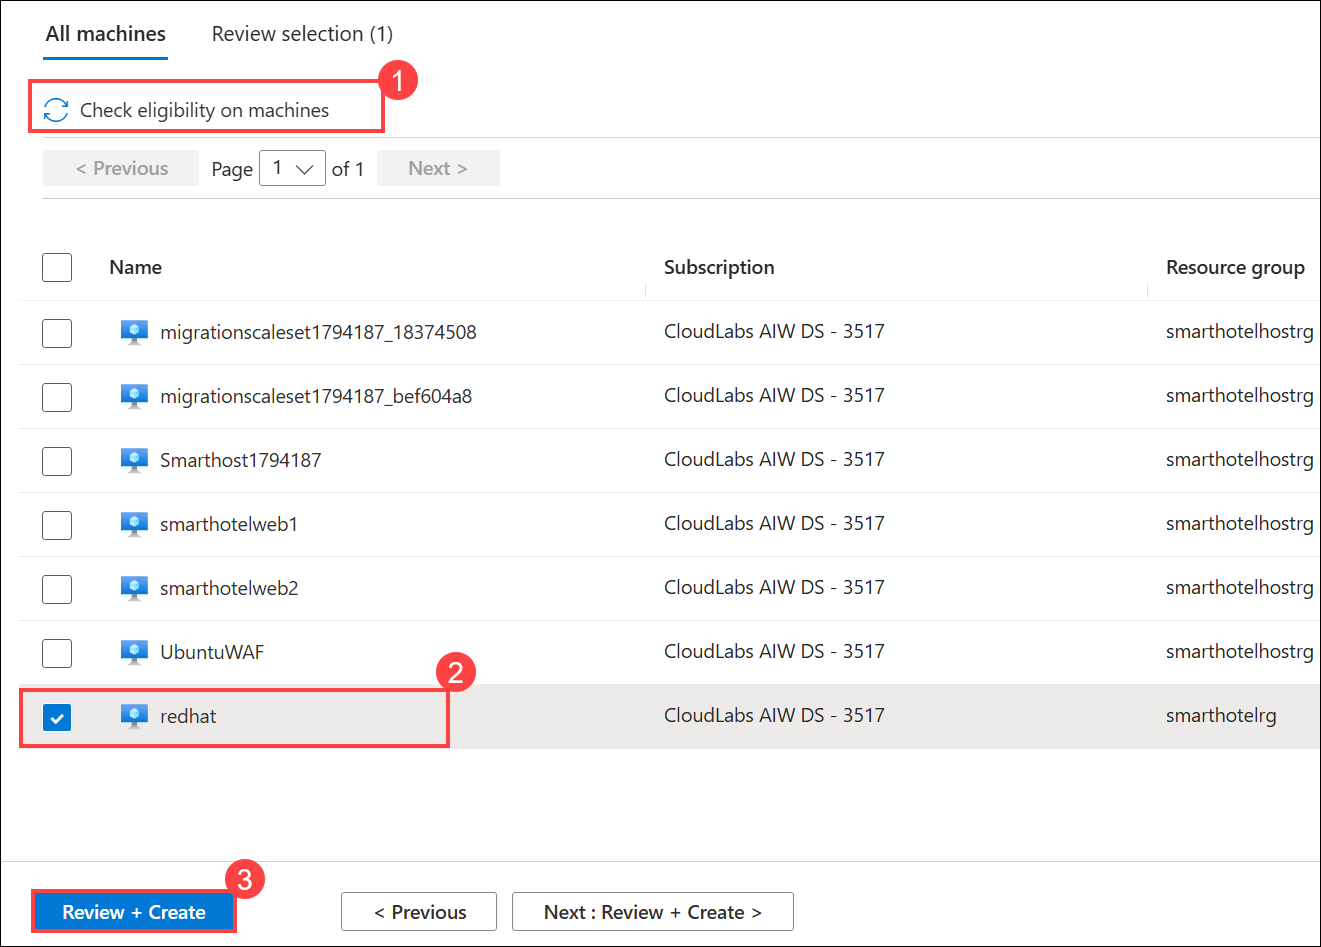 All machines Review selection (1)
1
Check eligibility on machines
< Previous Page 1 of 1 Next >
Name Subscription Resource group
migrationscaleset1794187_18374508 CloudLabs AIW DS - 3517 smarthotelhostrg
migrationscaleset1794187_bef604a8 CloudLabs AIW DS - 3517 smarthotelhostrg
Smarthost1794187 CloudLabs AIW DS - 3517 smarthotelhostrg
smarthotelweb1 CloudLabs AIW DS - 3517 smarthotelhostrg
smarthotelweb2 CloudLabs AIW DS - 3517 smarthotelhostrg
UbuntuWAF CloudLabs AIW DS - 3517 smarthotelhostrg
2
redhat CloudLabs AIW DS - 3517 smarthotelrg
3
Review + Create < Previous Next : Review + Create >